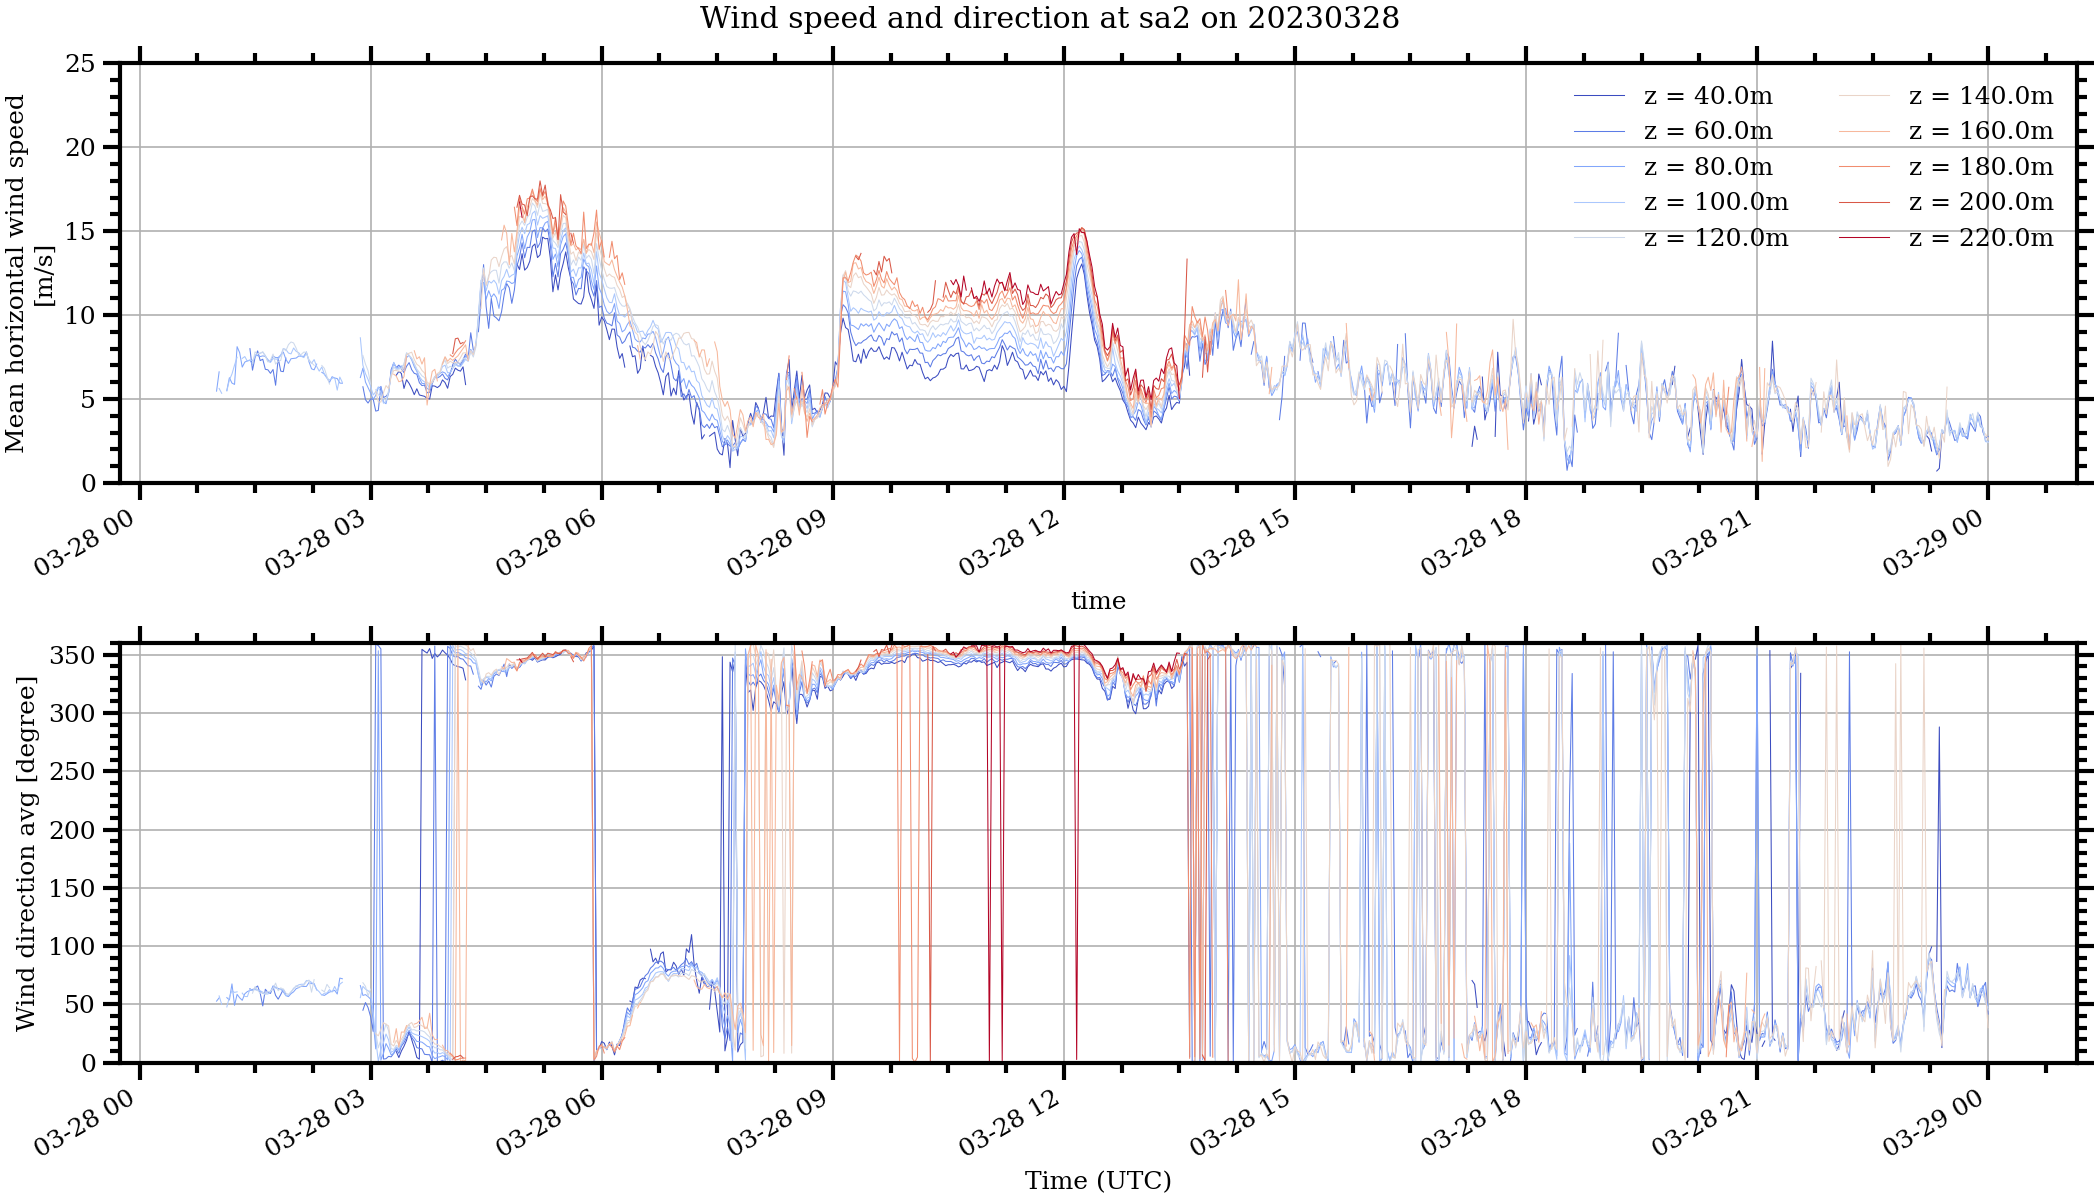 Wind speed and direction at sa2 on 20230328
Mean horizontal wind speed
[m/s]
25
20
15
10
5
0
z = 40.0m
z = 60.0m
z = 80.0m
z = 100.0m
z = 120.0m
z = 140.0m
z = 160.0m
z = 180.0m
z = 200.0m
z = 220.0m
03-28 00
03-28 03
03-28 06
03-28 09
03-28 12
03-28 15
03-28 18
03-28 21
03-29 00
time
Wind direction avg [degree]
350
300
250
200
150
100
50
0
03-28 00
03-28 03
03-28 06
03-28 09
03-28 12
03-28 15
03-28 18
03-28 21
03-29 00
Time (UTC)